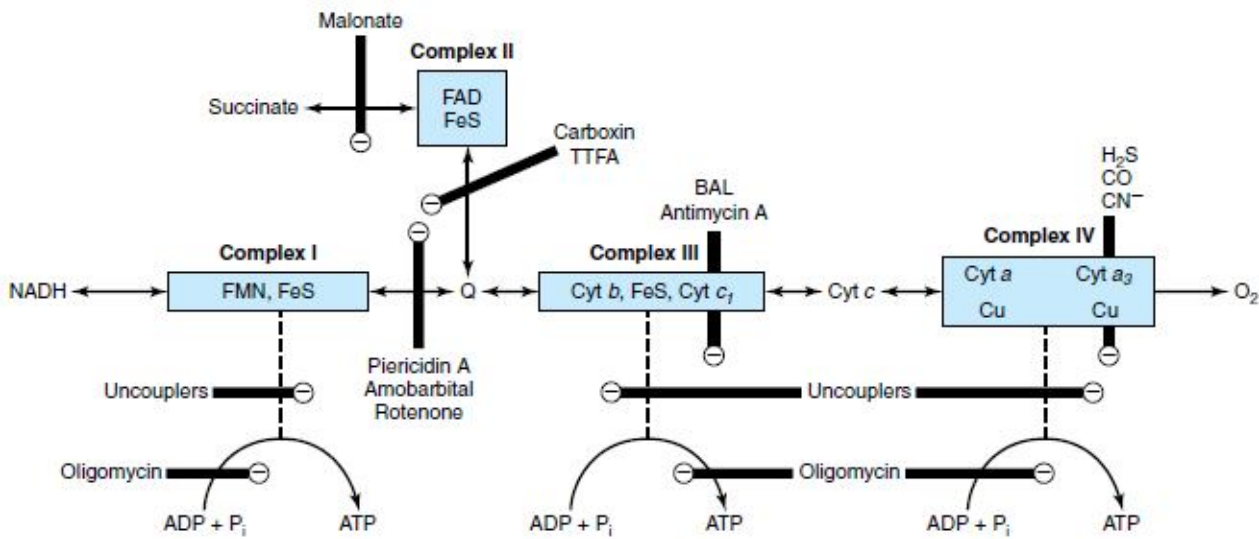 Malonate
Complex II
FAD
FeS
Succinate
Carboxin
TTFA
H₂S
CO
CN⁻
BAL
Antimycin A
Complex I
Complex III
Complex IV
NADH
FMN, FeS
Q
Cyt b, FeS, Cyt c₁
Cyt c
Cyt a
Cyt a₃
Cu
Cu
O₂
Piericidin A
Amobarbital
Rotenone
Uncouplers
Uncouplers
Oligomycin
Oligomycin
ADP + Pᵢ
ATP
ADP + Pᵢ
ATP
ADP + Pᵢ
ATP